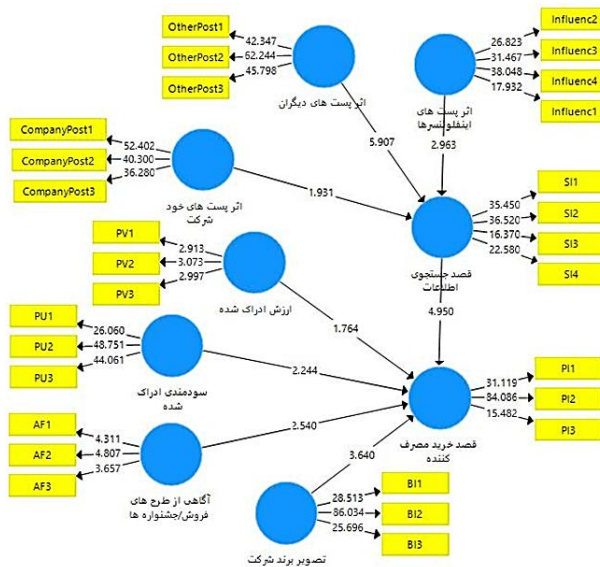 OtherPost1
OtherPost2
OtherPost3
42.347
62.244
45.798
اثر پست های دیگران
Influenc2
Influenc3
Influenc4
Influenc1
26.823
31.467
38.048
17.932
اثر پست های
اینفلوئنسرها
5.907
2.963
CompanyPost1
CompanyPost2
CompanyPost3
52.402
40.300
36.280
اثر پست های خود
شرکت
1.931
SI1
SI2
SI3
SI4
35.450
36.520
16.370
22.580
قصد جستجوی
اطلاعات
4.950
PV1
PV2
PV3
2.913
3.073
2.997
ارزش ادراک شده
1.764
PU1
PU2
PU3
26.060
48.751
44.061
سودمندی ادراک
شده
2.244
PI1
PI2
PI3
31.119
84.086
15.482
قصد خرید مصرف
کننده
AF1
AF2
AF3
4.311
4.807
3.657
آگاهی از طرح های
فروش/جشنواره ها
2.540
3.640
BI1
BI2
BI3
28.513
86.034
25.696
تصویر برند شرکت